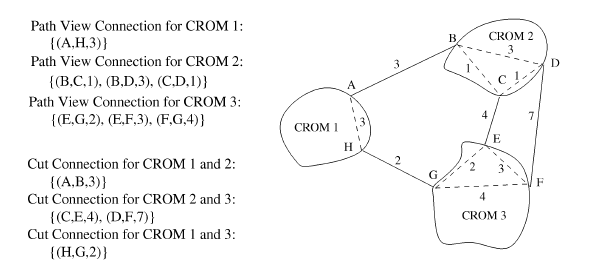 Path View Connection for CROM 1:
{(A,H,3)}
Path View Connection for CROM 2:
{(B,C,1), (B,D,3), (C,D,1)}
Path View Connection for CROM 3:
{(E,G,2), (E,F,3), (F,G,4)}
Cut Connection for CROM 1 and 2:
{(A,B,3)}
Cut Connection for CROM 2 and 3:
{(C,E,4), (D,F,7)}
Cut Connection for CROM 1 and 3:
{(H,G,2)}
CROM 2
B
3
D
3
1
1
C
A
4
7
3
CROM 1
H
E
2
2
3
G
F
4
CROM 3